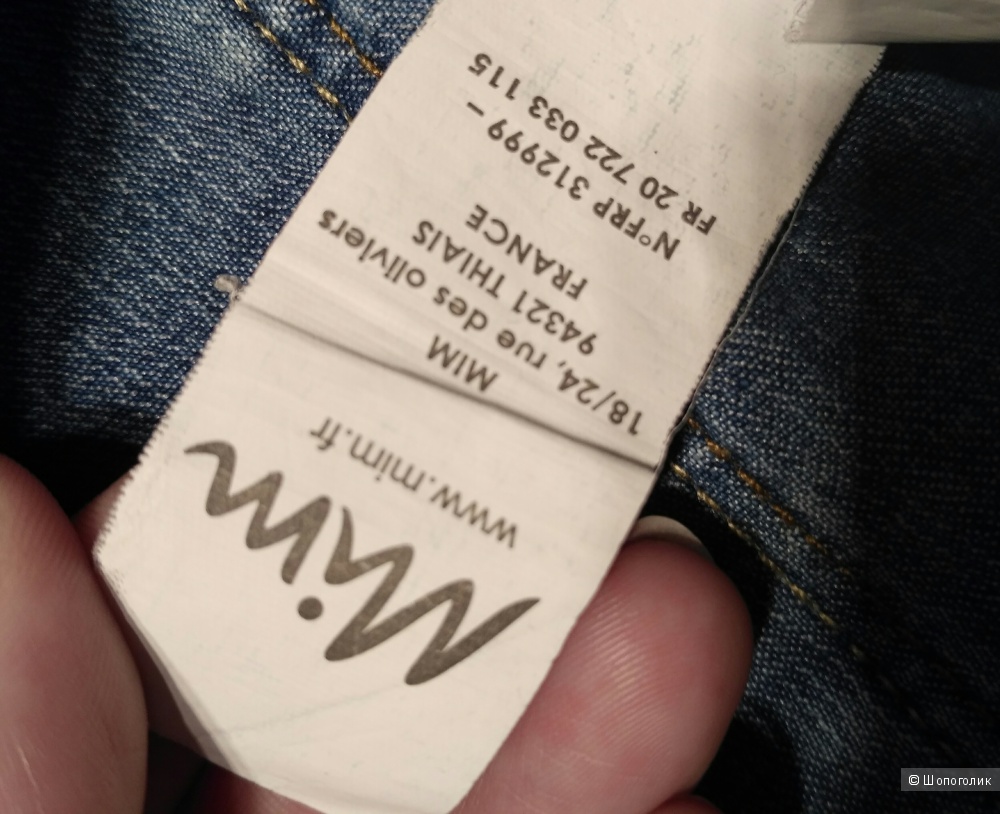 Mim
www.mim.fr
MIM
18/24, rue des oliviers
94321 THIAIS
FRANCE
N°FRP 312999 –
FR 20 722 033 115
© Шопоголик